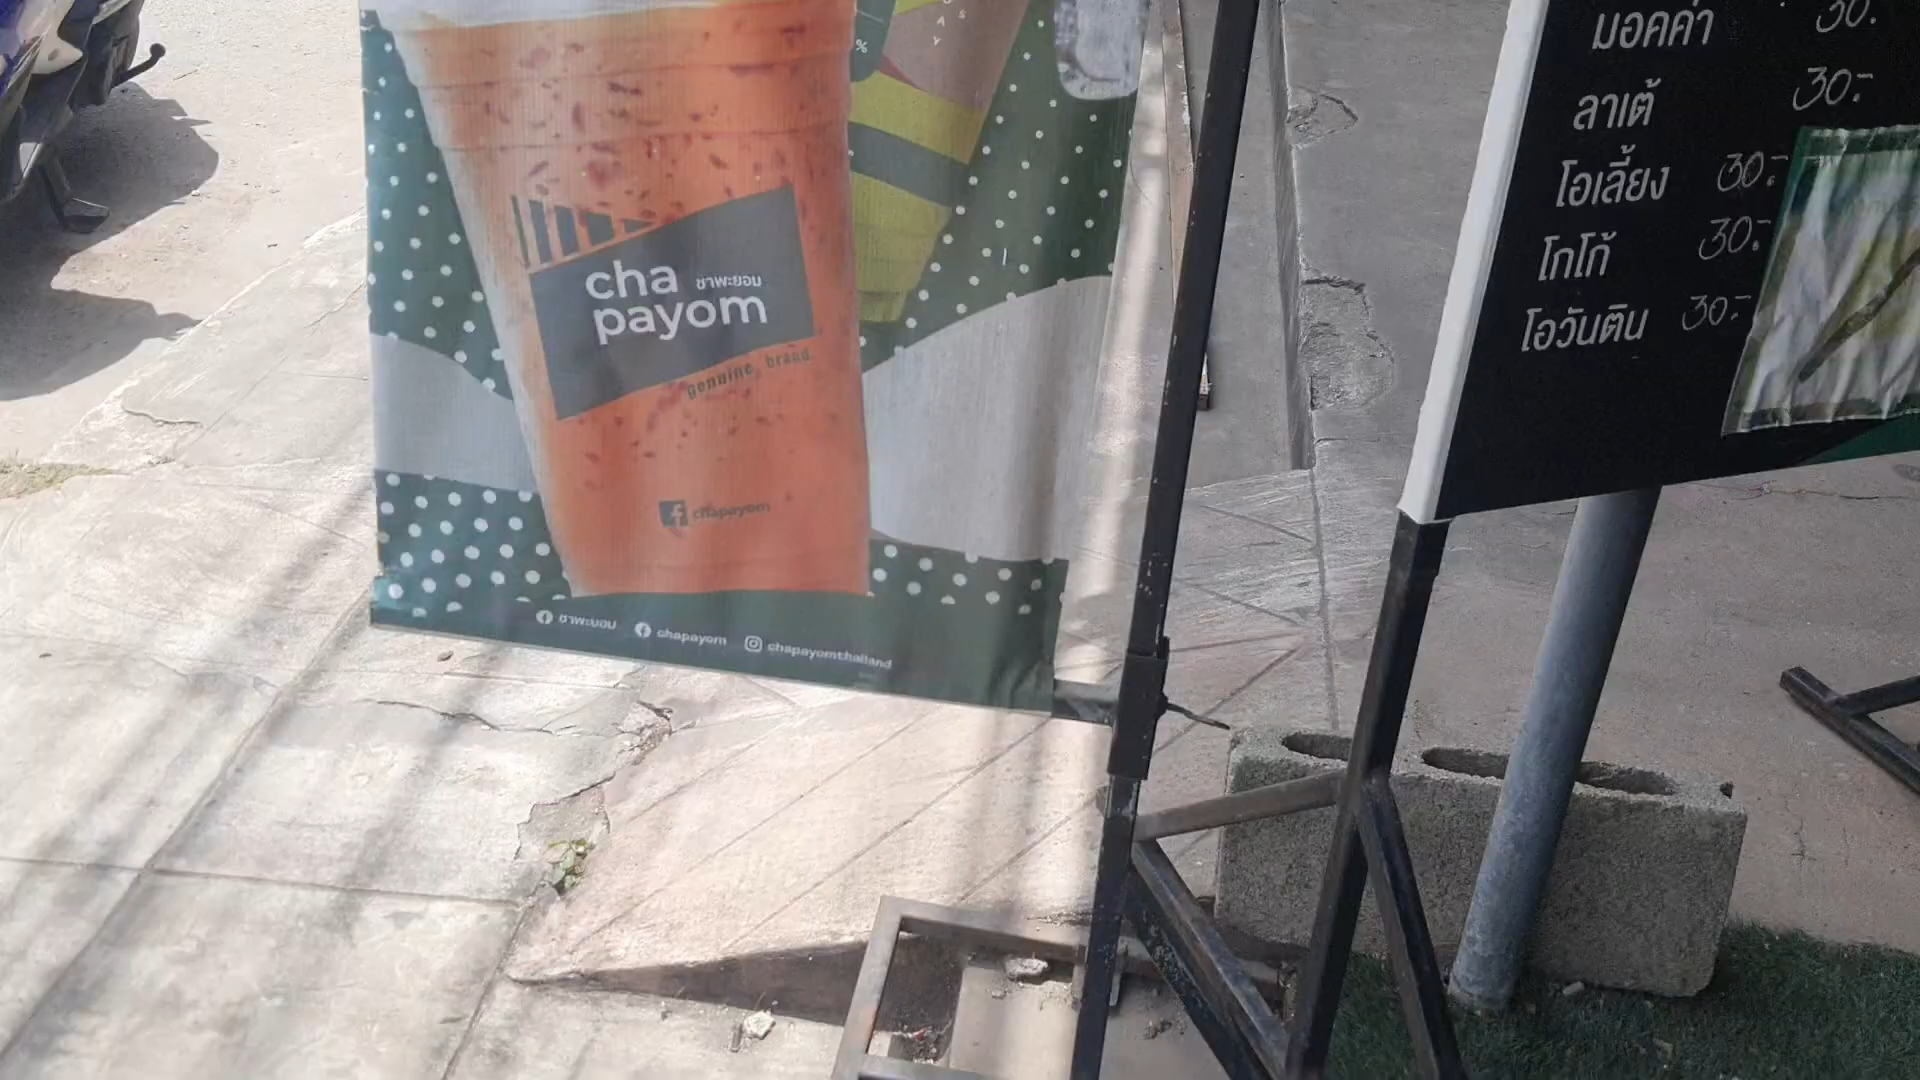 cha ชาพะยอม
payom
genuine brand
chapayom
ชาพะยอม chapayom chapayomthailand
%
มอคค่า 30.-
ลาเต้ 30.-
โอเลี้ยง 30.-
โกโก้ 30.-
โอวันติน 30.-